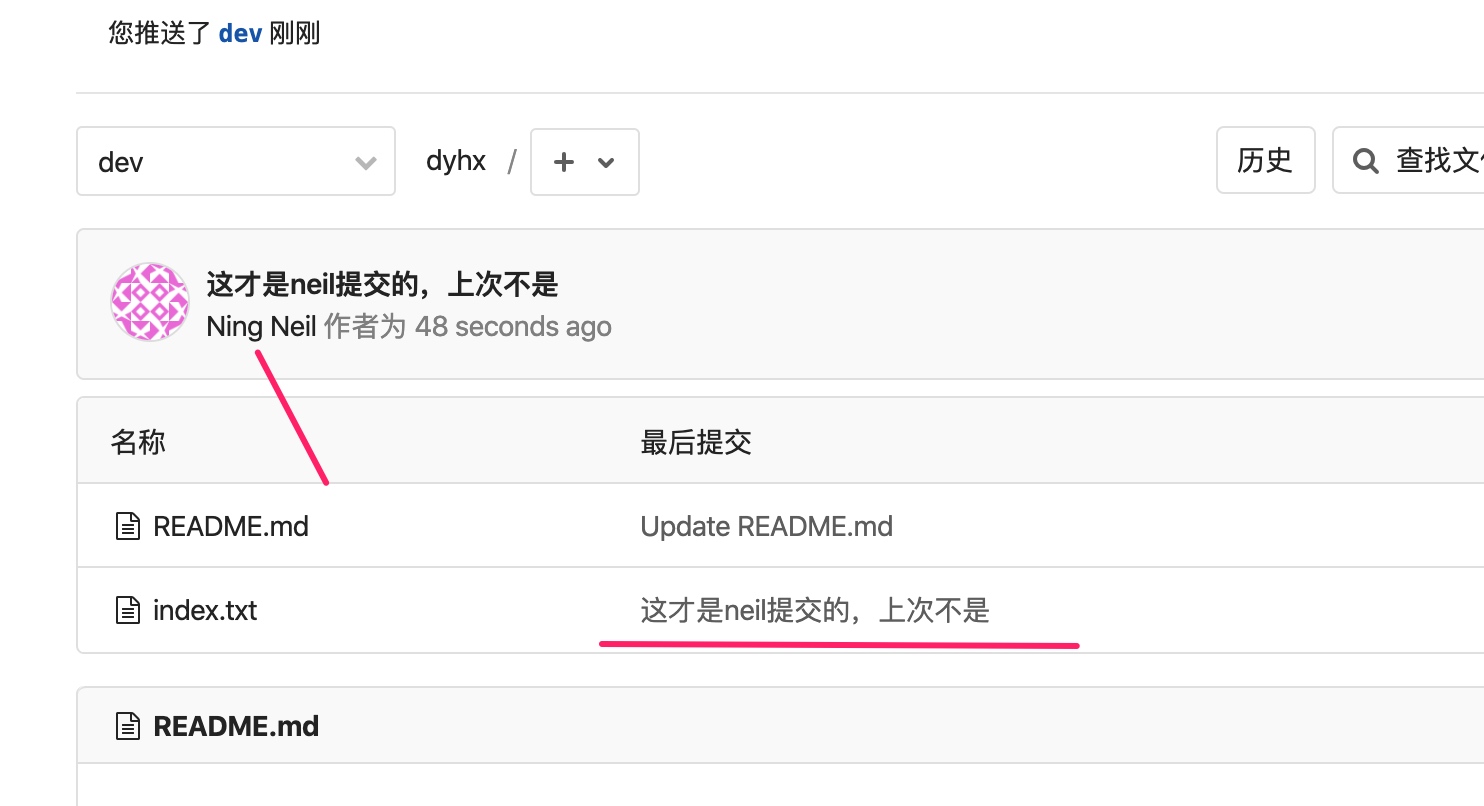 您推送了 dev 刚刚
dev
dyhx /
历史
查找文
这才是neil提交的，上次不是
Ning Neil 作者为 48 seconds ago
名称
最后提交
README.md
Update README.md
index.txt
这才是neil提交的，上次不是
README.md